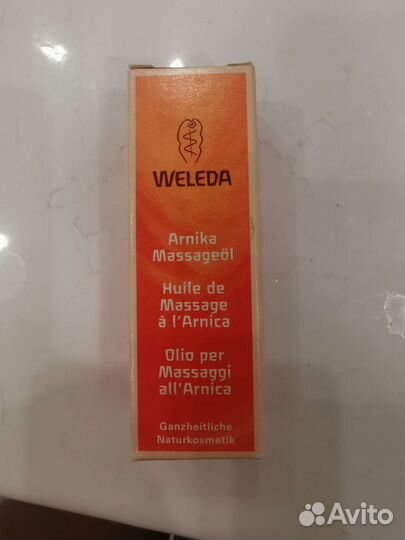 WELEDA
Arnika
Massageöl
Huile de
Massage
à l'Arnica
Olio per
Massaggi
all'Arnica
Ganzheitliche
Naturkosmetik
Avito